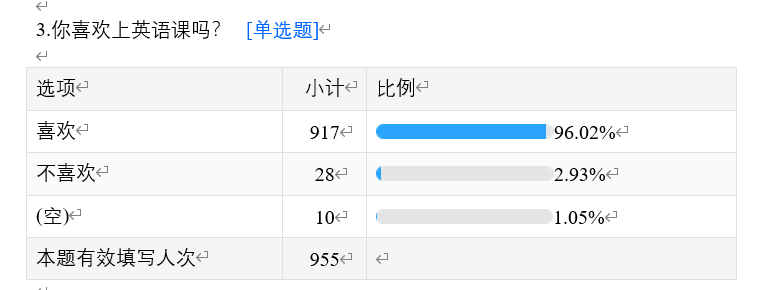 3.你喜欢上英语课吗？ [单选题]
选项 小计 比例
喜欢 917 96.02%
不喜欢 28 2.93%
(空) 10 1.05%
本题有效填写人次 955